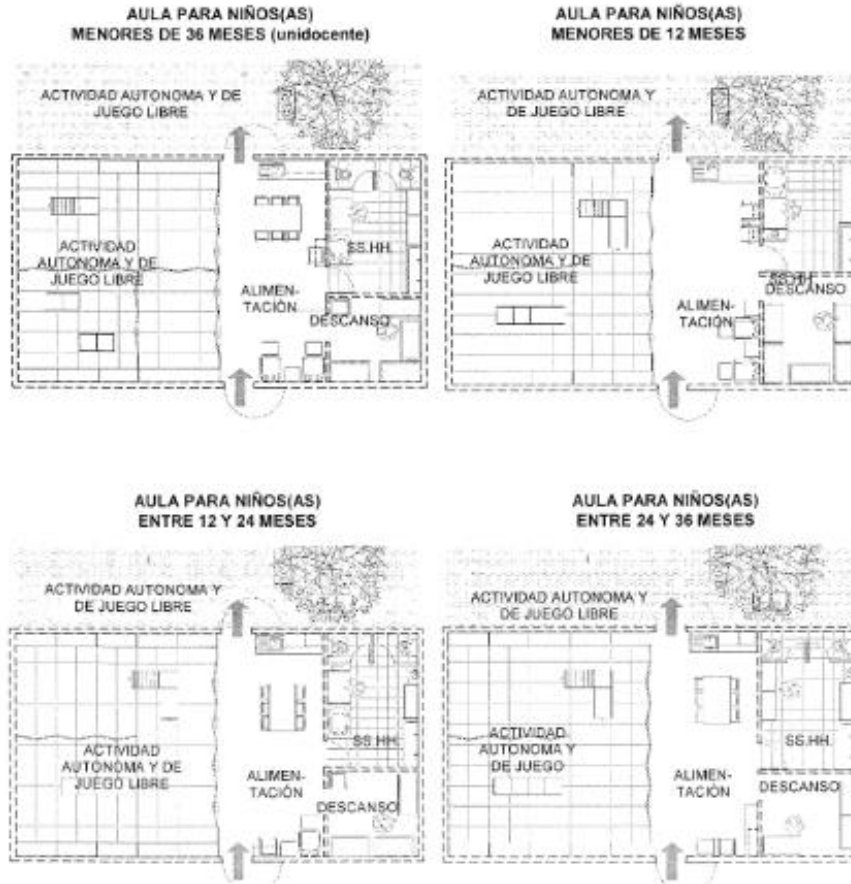 AULA PARA NIÑOS(AS)
MENORES DE 36 MESES (unidocente)
ACTIVIDAD AUTONOMA Y DE
JUEGO LIBRE
ACTIVIDAD
AUTONOMA Y DE
JUEGO LIBRE
SS.HH.
ALIMEN-
TACIÓN
DESCANSO
AULA PARA NIÑOS(AS)
MENORES DE 12 MESES
ACTIVIDAD AUTONOMA Y
DE JUEGO LIBRE
ACTIVIDAD
AUTONOMA Y DE
JUEGO LIBRE
SS.HH.
DESCANSO
ALIMEN-
TACIÓN
AULA PARA NIÑOS(AS)
ENTRE 12 Y 24 MESES
ACTIVIDAD AUTONOMA Y
DE JUEGO LIBRE
ACTIVIDAD
AUTONOMA Y DE
JUEGO LIBRE
SS.HH.
ALIMEN-
TACIÓN
DESCANSO
AULA PARA NIÑOS(AS)
ENTRE 24 Y 36 MESES
ACTIVIDAD AUTONOMA Y
DE JUEGO LIBRE
ACTIVIDAD
AUTONOMA Y
DE JUEGO
SS.HH.
ALIMEN-
TACIÓN
DESCANSO